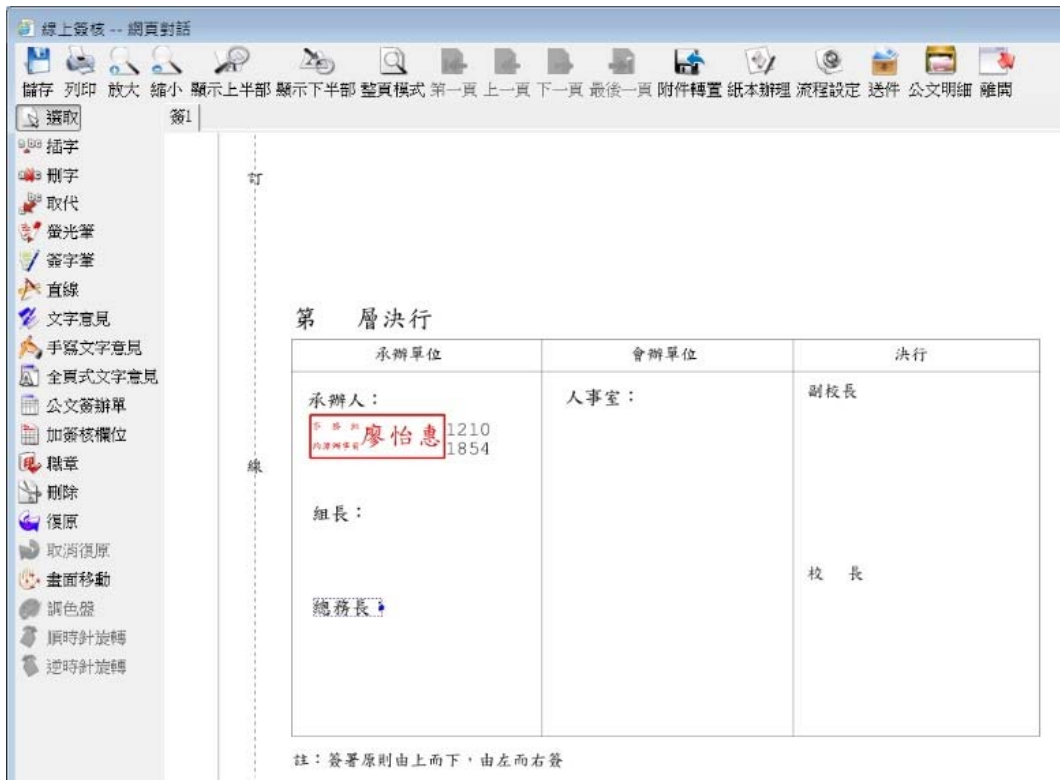 線上簽核 -- 網頁對話
儲存 列印 放大 縮小 顯示上半部 顯示下半部 整頁模式 第一頁 上一頁 下一頁 最後一頁 附件轉置 紙本辦理 流程設定 送件 公文明細 離開
選取
簽1
插字
刪字
取代
螢光筆
簽字筆
直線
文字意見
手寫文字意見
全頁式文字意見
公文簽辦單
加簽核欄位
職章
刪除
復原
取消復原
畫面移動
調色盤
順時針旋轉
逆時針旋轉
訂
線
第 層決行
承辦單位 會辦單位 決行
承辦人：
廖怡惠 1210
1854
組長：
總務長：
人事室：
副校長
校 長
註：簽署原則由上而下，由左而右簽